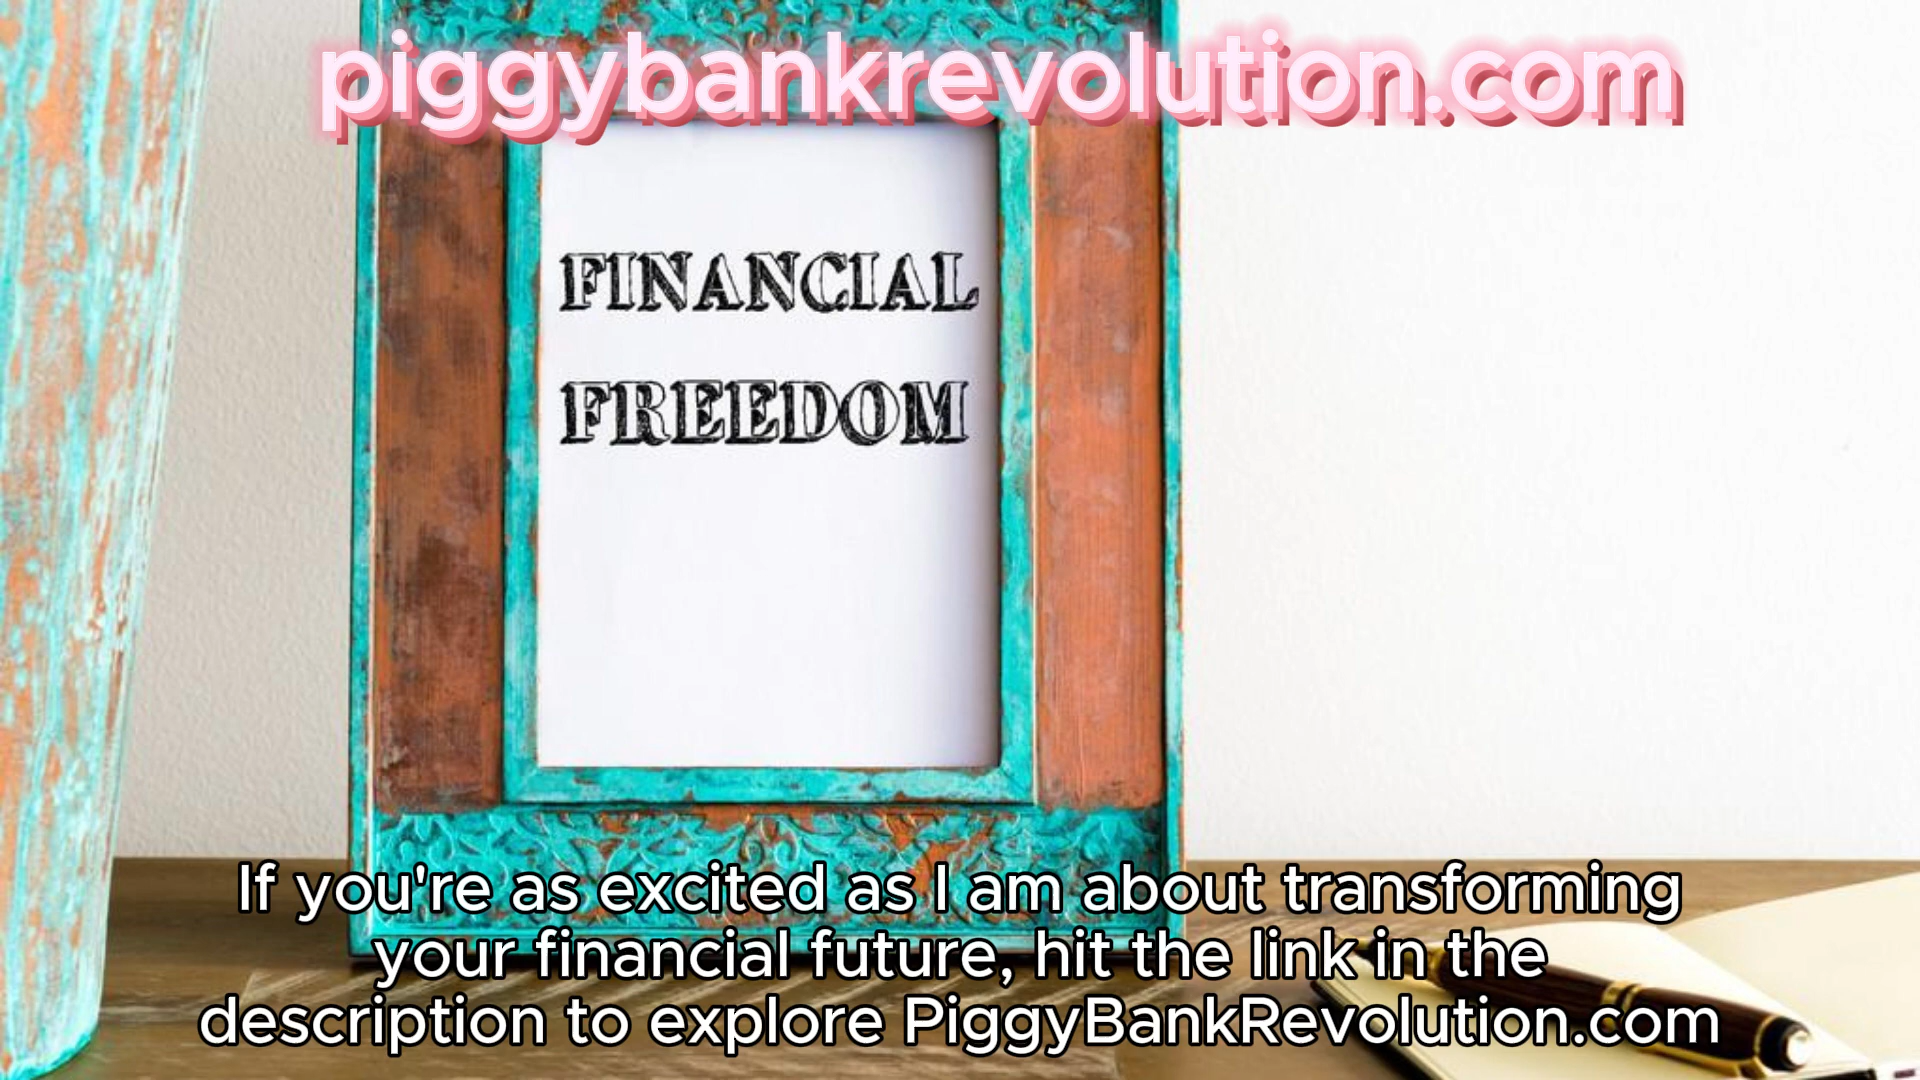 piggybankrevolution.com
FINANCIAL
FREEDOM
If you're as excited as I am about transforming
your financial future, hit the link in the
description to explore PiggyBankRevolution.com